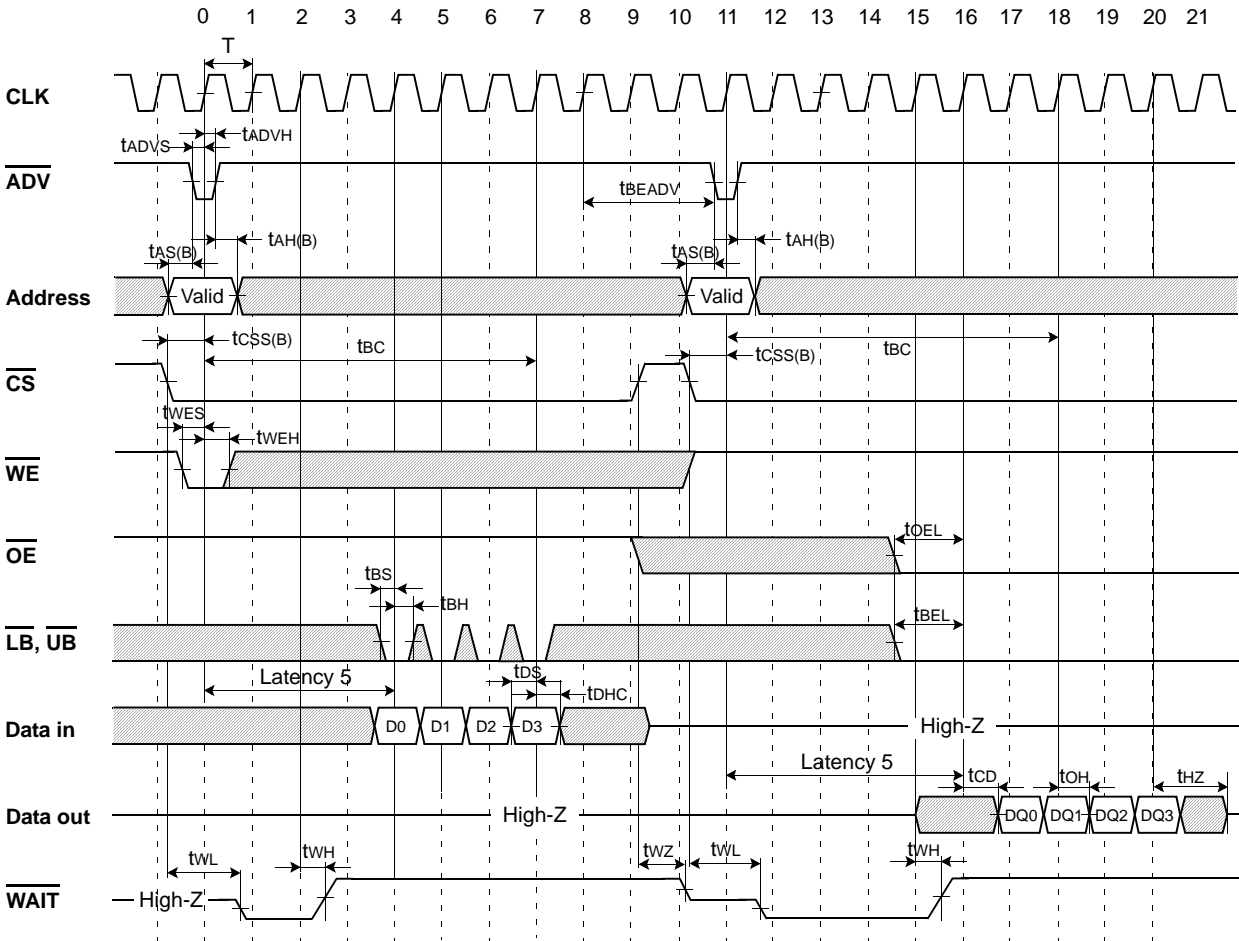 0 1 2 3 4 5 6 7 8 9 10 11 12 13 14 15 16 17 18 19 20 21
T
CLK
tADVH
tADVS
ADV
tBEADV
tAH(B)
tAS(B)
tAS(B)
tAH(B)
Address
Valid
Valid
tCSS(B)
tBC
tCSS(B)
tBC
CS
tWES
tWEH
WE
tOEL
OE
tBS
tBH
tBEL
LB, UB
Latency 5
tDS
tDHC
Data in
D0 D1 D2 D3
High-Z
Latency 5
tCD
tOH
tHZ
Data out
High-Z
DQ0 DQ1 DQ2 DQ3
tWL
tWH
tWZ
tWL
tWH
WAIT
High-Z